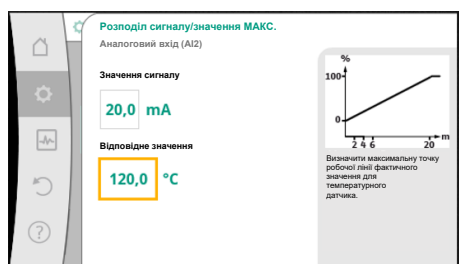 Розподіл сигналу/значення МАКС.
Аналоговий вхід (AI2)
Значення сигналу
20,0 mA
Відповідне значення
120,0 °C
%
100
0
2 4 6 20 m
Визначити максимальну точку
робочої лінії фактичного
значення для
температурного
датчика.